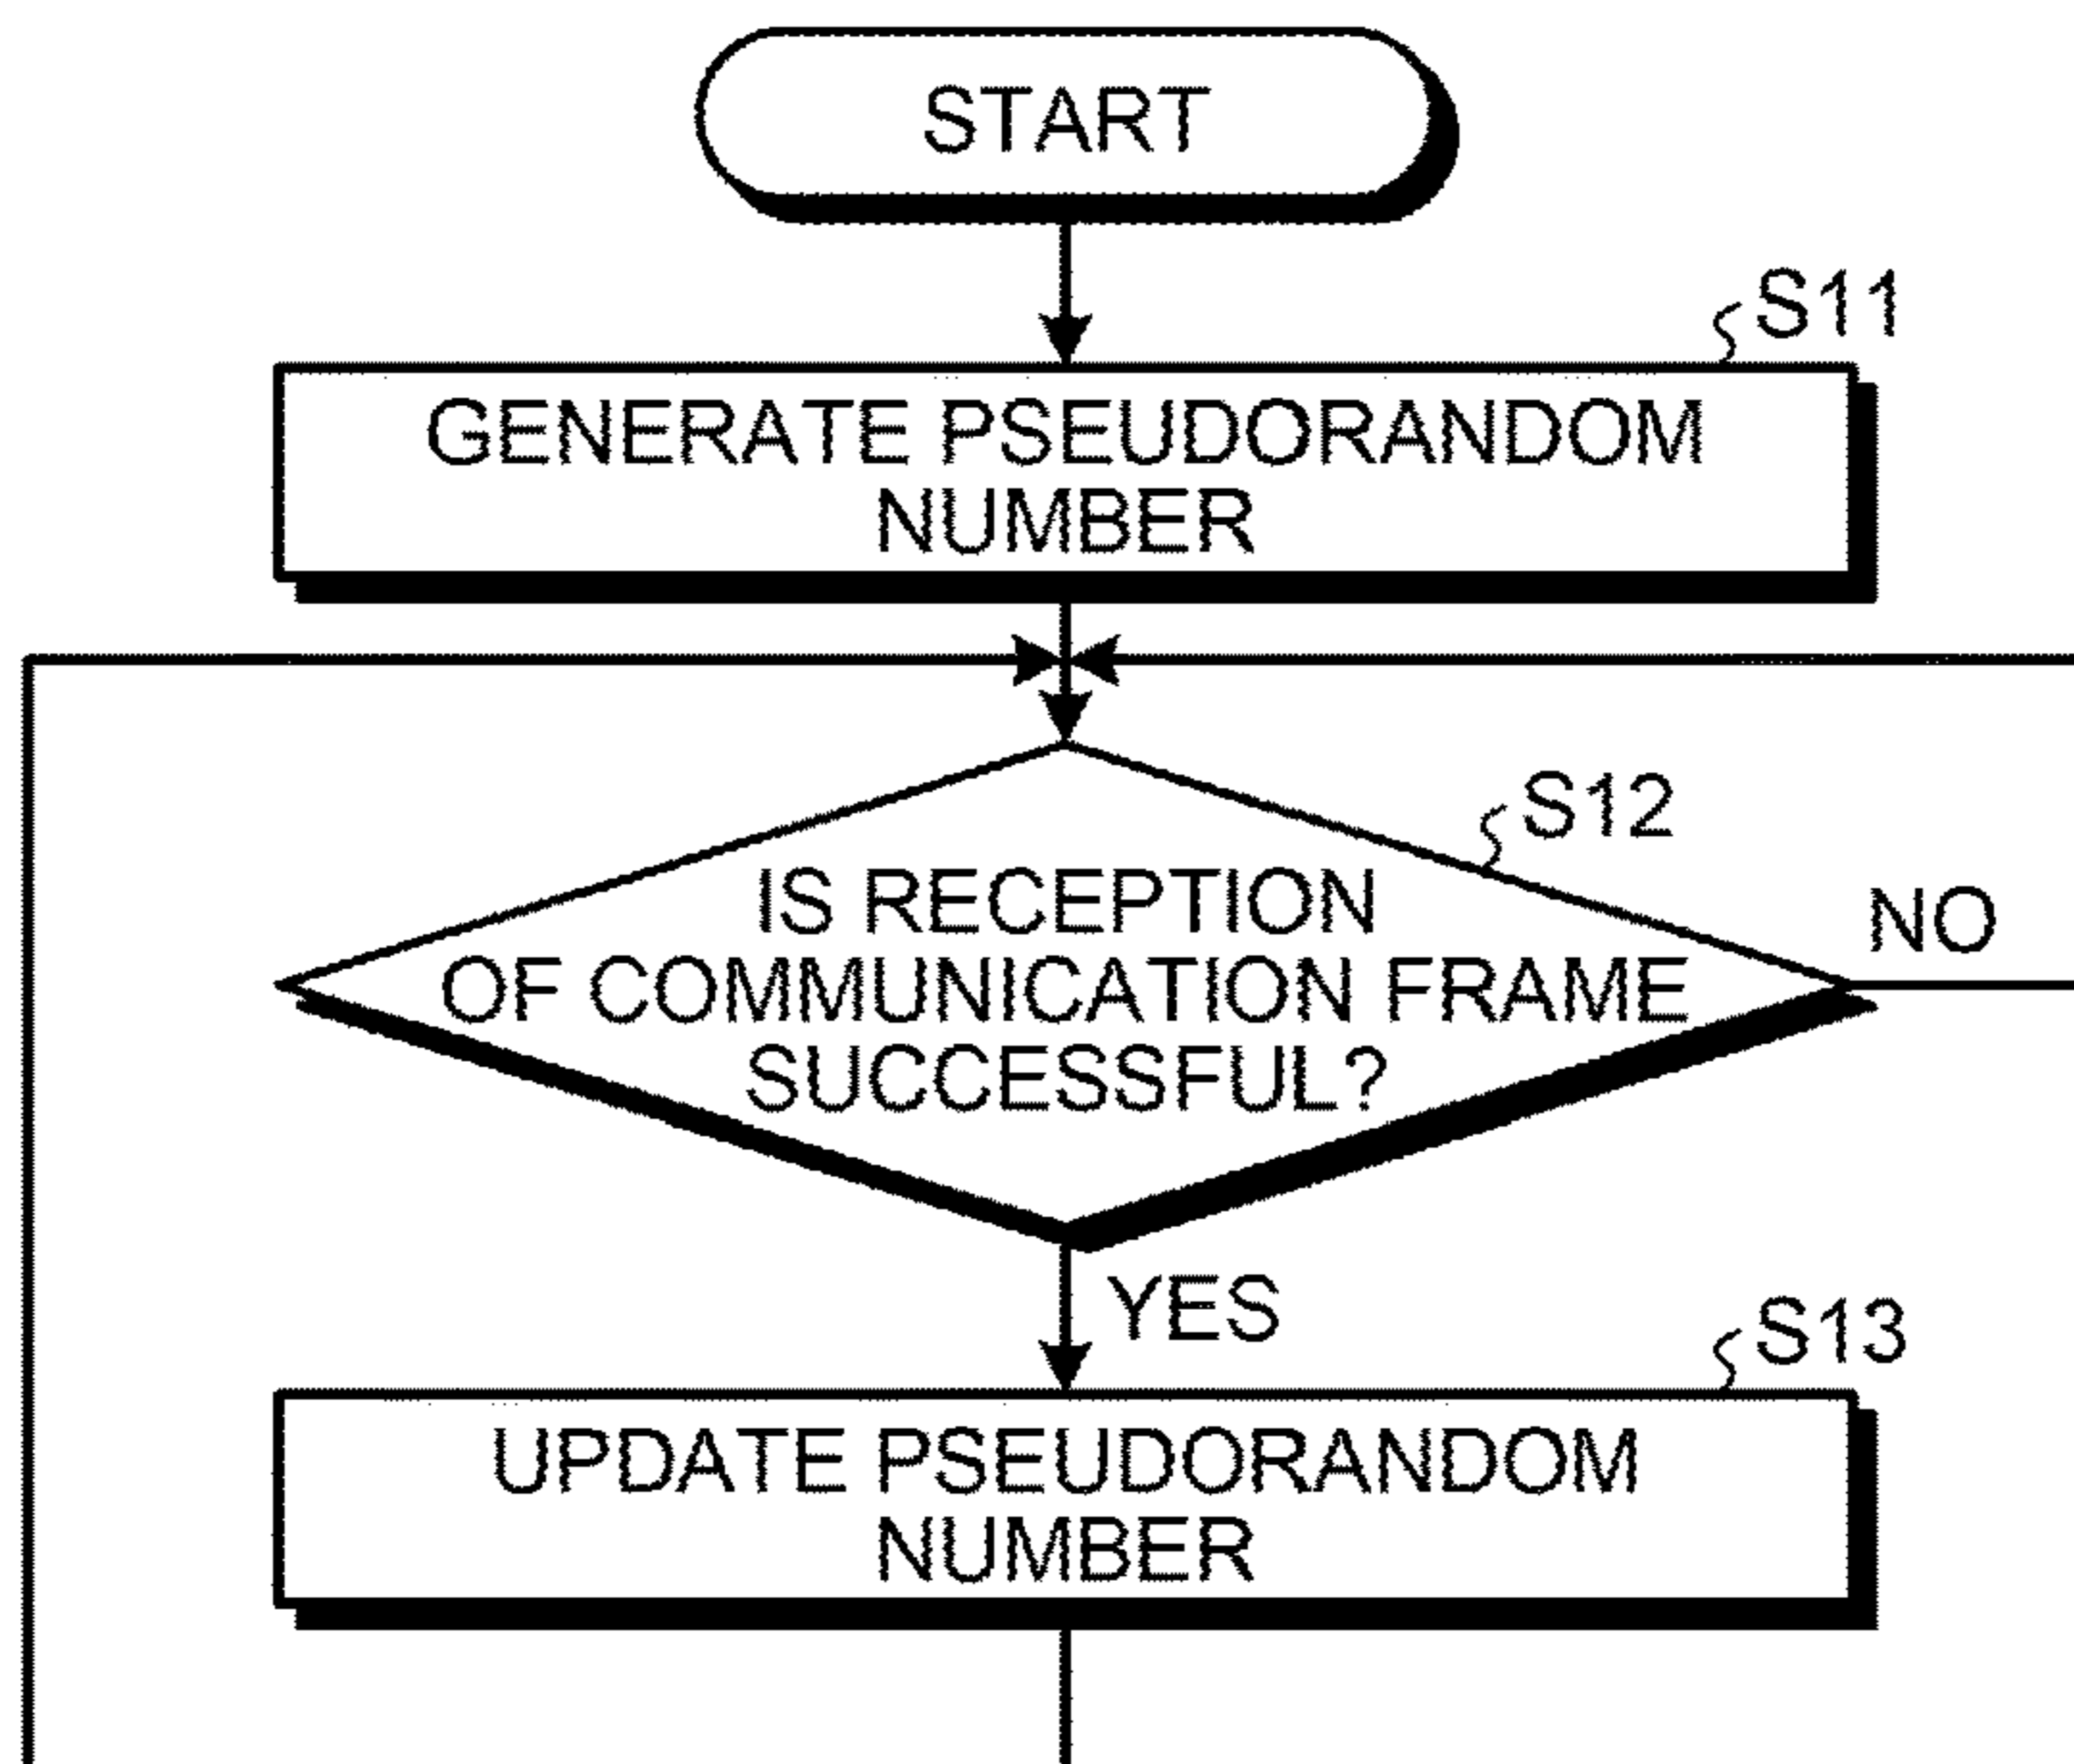 START
S11
GENERATE PSEUDORANDOM
NUMBER
S12
IS RECEPTION
OF COMMUNICATION FRAME
SUCCESSFUL?
NO
YES
S13
UPDATE PSEUDORANDOM
NUMBER